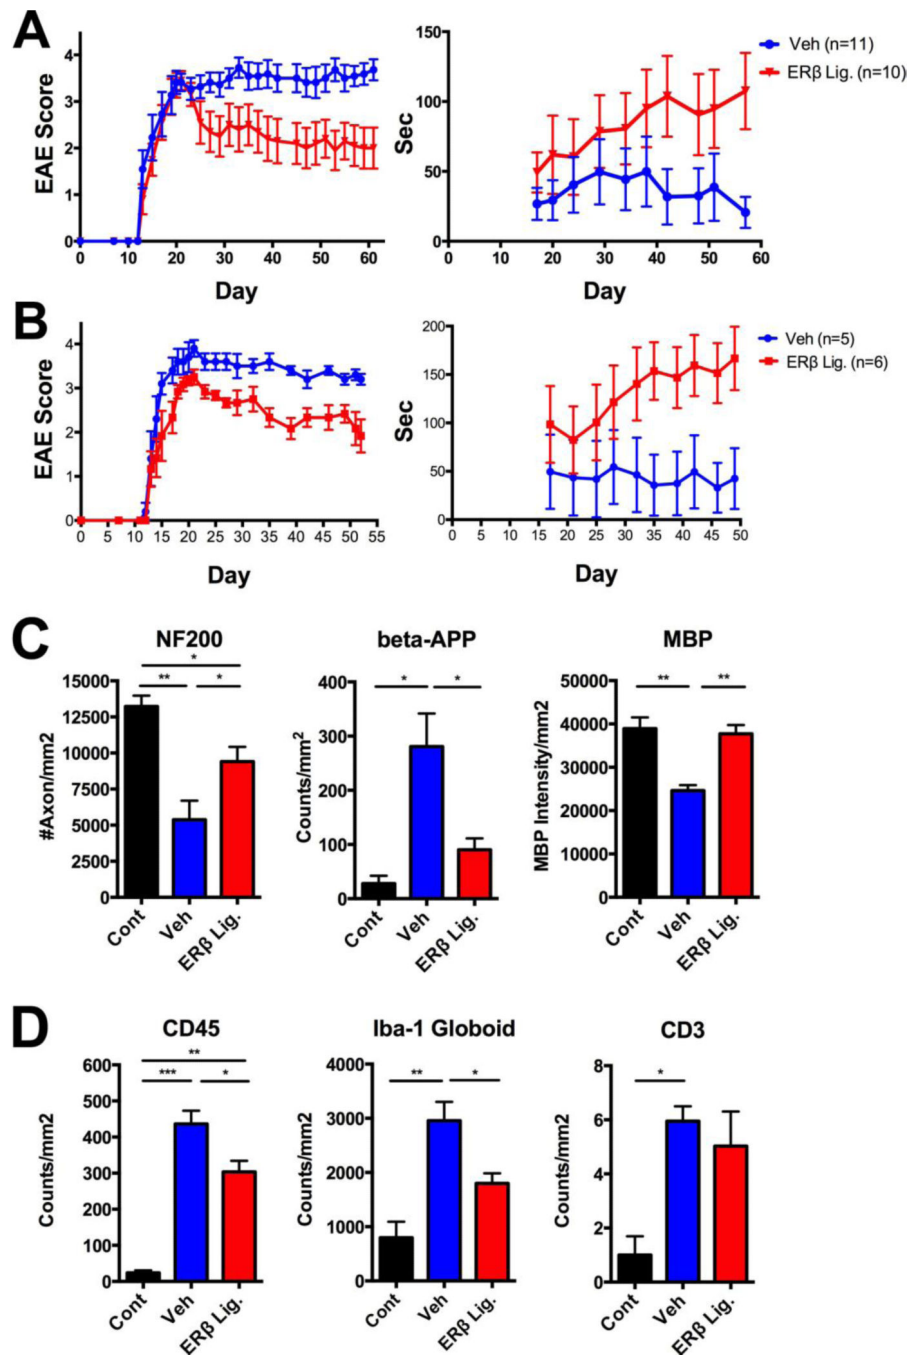 A
EAE Score
4
3
2
1
0
0 10 20 30 40 50 60
Day
Sec
150
100
50
0
0 10 20 30 40 50 60
Day
Veh (n=11)
ERβ Lig. (n=10)
B
EAE Score
4
3
2
1
0
0 5 10 15 20 25 30 35 40 45 50 55
Day
Sec
200
150
100
50
0
0 5 10 15 20 25 30 35 40 45 50
Day
Veh (n=5)
ERβ Lig. (n=6)
C
NF200
#Axon/mm2
15000
12500
10000
7500
5000
2500
0
*
** *
Cont Veh ERβ Lig.
beta-APP
Counts/mm²
400
300
200
100
0
* *
Cont Veh ERβ Lig.
MBP
MBP Intensity/mm2
50000
40000
30000
20000
10000
0
** **
Cont Veh ERβ Lig.
D
CD45
Counts/mm2
600
500
400
300
200
100
0
**
*** *
Cont Veh ERβ Lig.
Iba-1 Globoid
Counts/mm2
4000
3000
2000
1000
0
** *
Cont Veh ERβ Lig.
CD3
Counts/mm2
8
6
4
2
0
*
Cont Veh ERβ Lig.